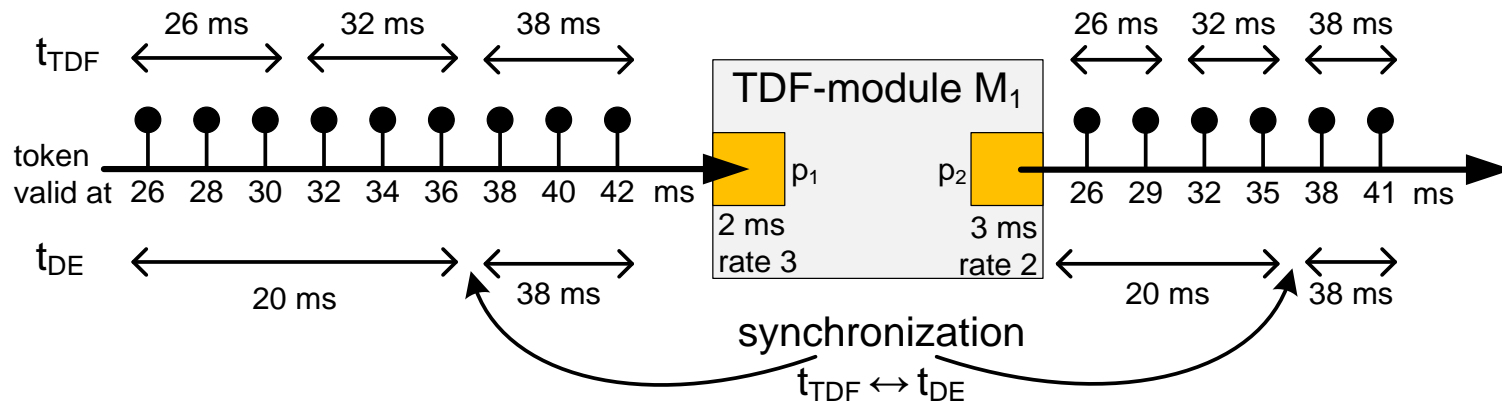 26 ms 32 ms 38 ms 26 ms 32 ms 38 ms
tTDF
TDF-module M1
token
valid at 26 28 30 32 34 36 38 40 42 ms p1 p2 26 29 32 35 38 41 ms
2 ms 3 ms
rate 3 rate 2
tDE
20 ms 38 ms 20 ms 38 ms
synchronization
tTDF ↔ tDE